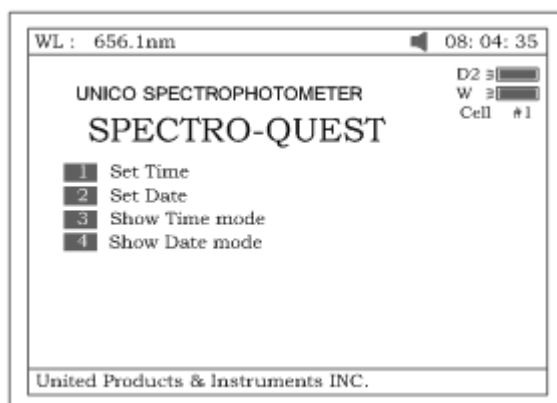 WL : 656.1nm 08: 04: 35
D2
UNICO SPECTROPHOTOMETER W
Cell #1
SPECTRO-QUEST
1 Set Time
2 Set Date
3 Show Time mode
4 Show Date mode
United Products & Instruments INC.